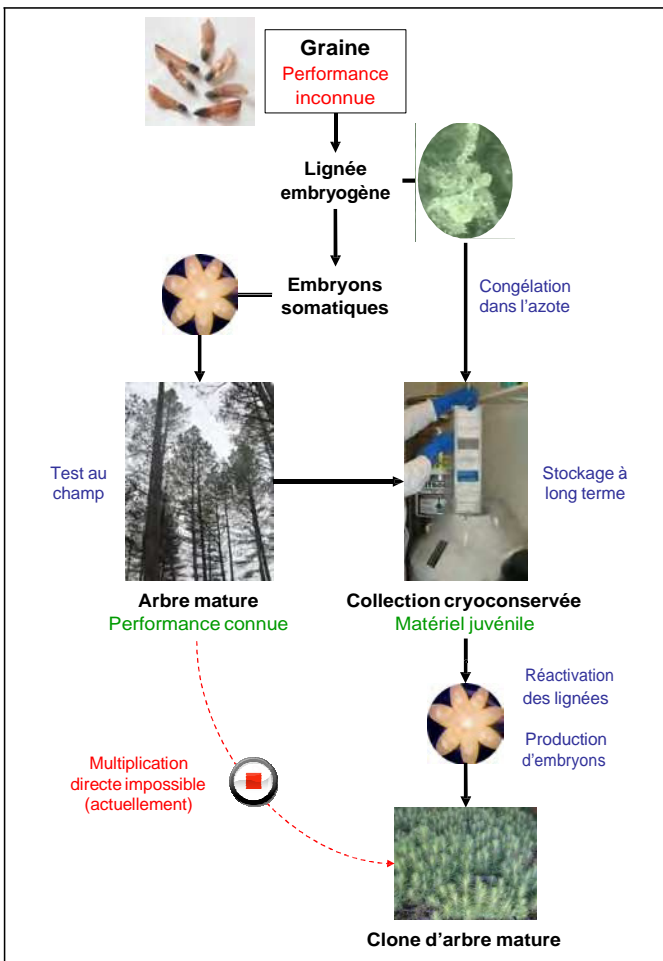 Graine
Performance
inconnue
Lignée
embryogène
Embryons
somatiques
Congélation
dans l'azote
Test au
champ
Stockage à
long terme
Arbre mature
Performance connue
Collection cryoconservée
Matériel juvénile
Réactivation
des lignées
Production
d'embryons
Multiplication
directe impossible
(actuellement)
Clone d'arbre mature